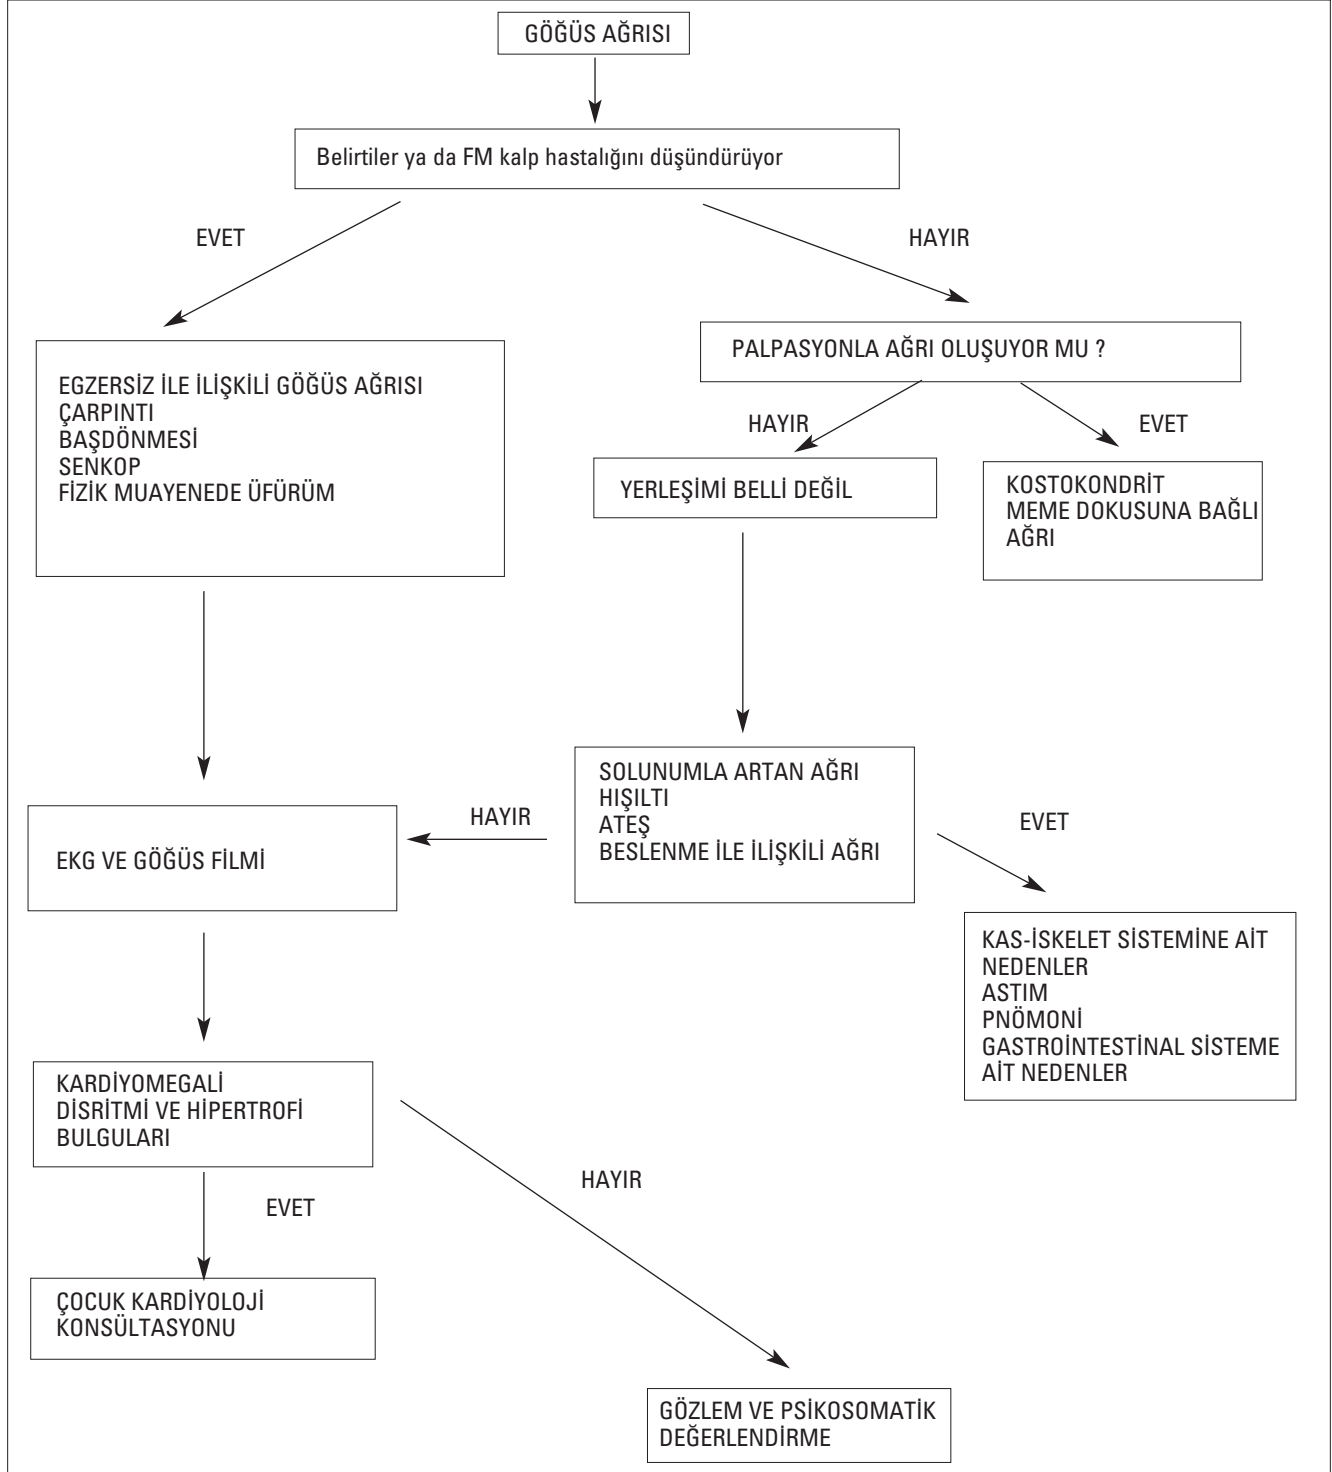 GÖĞÜS AĞRISI
Belirtiler ya da FM kalp hastalığını düşündürüyor
EVET
HAYIR
EGZERSİZ İLE İLİŞKİLİ GÖĞÜS AĞRISI
ÇARPINTI
BAŞDÖNMESİ
SENKOP
FİZİK MUAYENEDE ÜFÜRÜM
PALPASYONLA AĞRI OLUŞUYOR MU ?
HAYIR
EVET
YERLEŞİMİ BELLİ DEĞİL
KOSTOKONDRİT
MEME DOKUSUNA BAĞLI
AĞRI
SOLUNUMLA ARTAN AĞRI
HIŞILTI
ATEŞ
BESLENME İLE İLİŞKİLİ AĞRI
HAYIR
EVET
EKG VE GÖĞÜS FİLMİ
KAS-İSKELET SİSTEMİNE AİT
NEDENLER
ASTIM
PNÖMONİ
GASTROİNTESTİNAL SİSTEME
AİT NEDENLER
KARDİYOMEGALİ
DİSRİTMİ VE HİPERTROFİ
BULGULARI
EVET
HAYIR
ÇOCUK KARDİYOLOJİ
KONSÜLTASYONU
GÖZLEM VE PSİKOSOMATİK
DEĞERLENDİRME